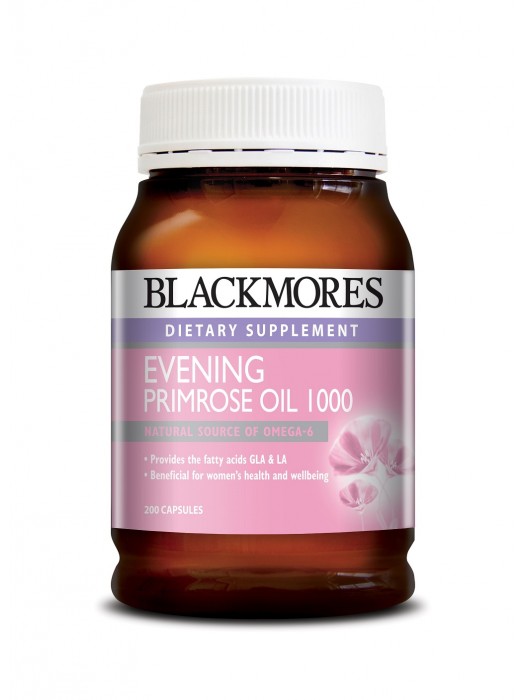 BLACKMORES
DIETARY SUPPLEMENT
EVENING
PRIMROSE OIL 1000
NATURAL SOURCE OF OMEGA-6
• Provides the fatty acids GLA & LA
• Beneficial for women's health and wellbeing
200 CAPSULES